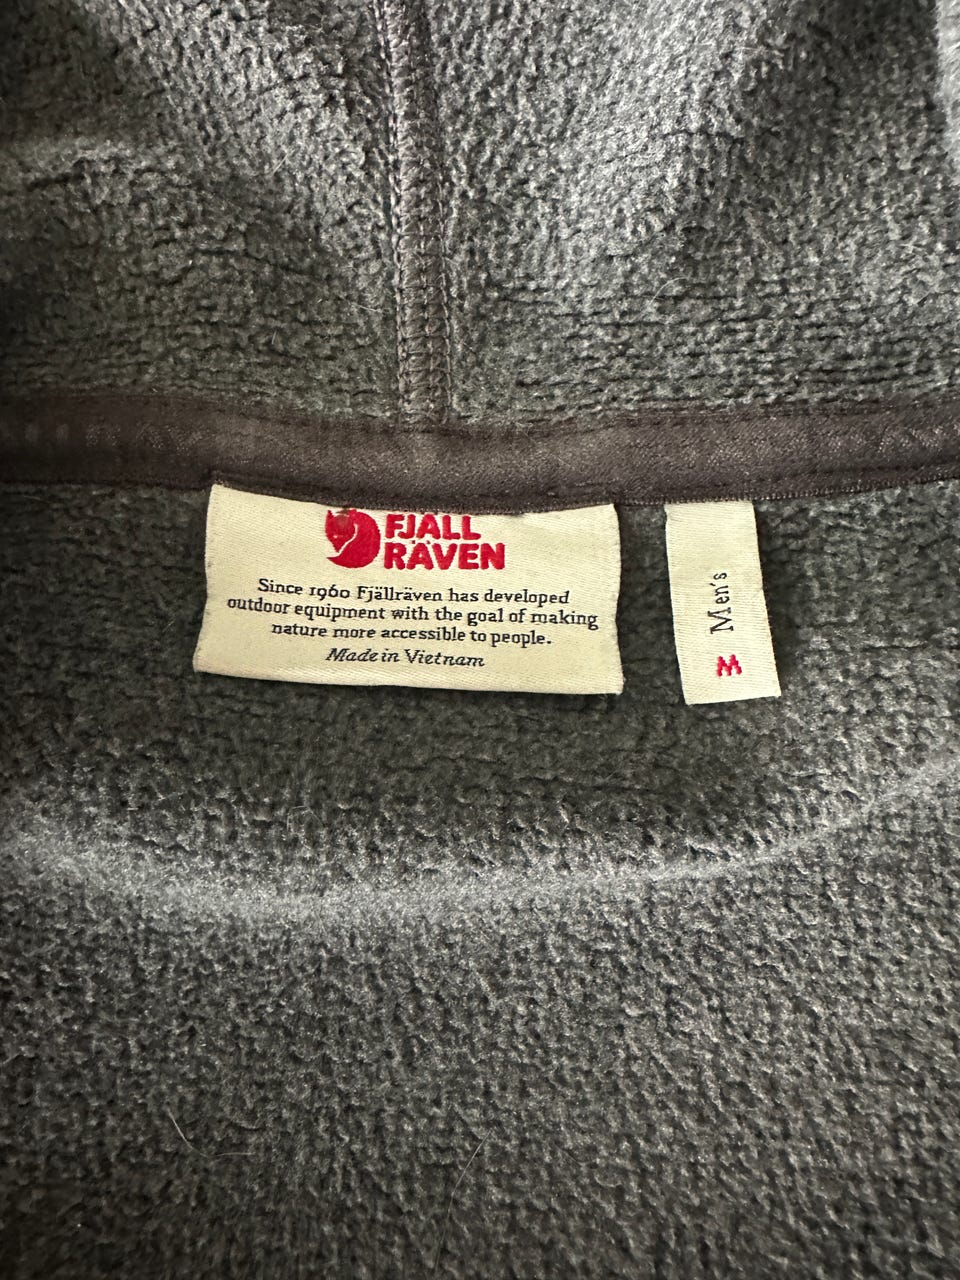 FJÄLL
RÄVEN
Since 1960 Fjällräven has developed
outdoor equipment with the goal of making
nature more accessible to people.
Made in Vietnam
Men's
M